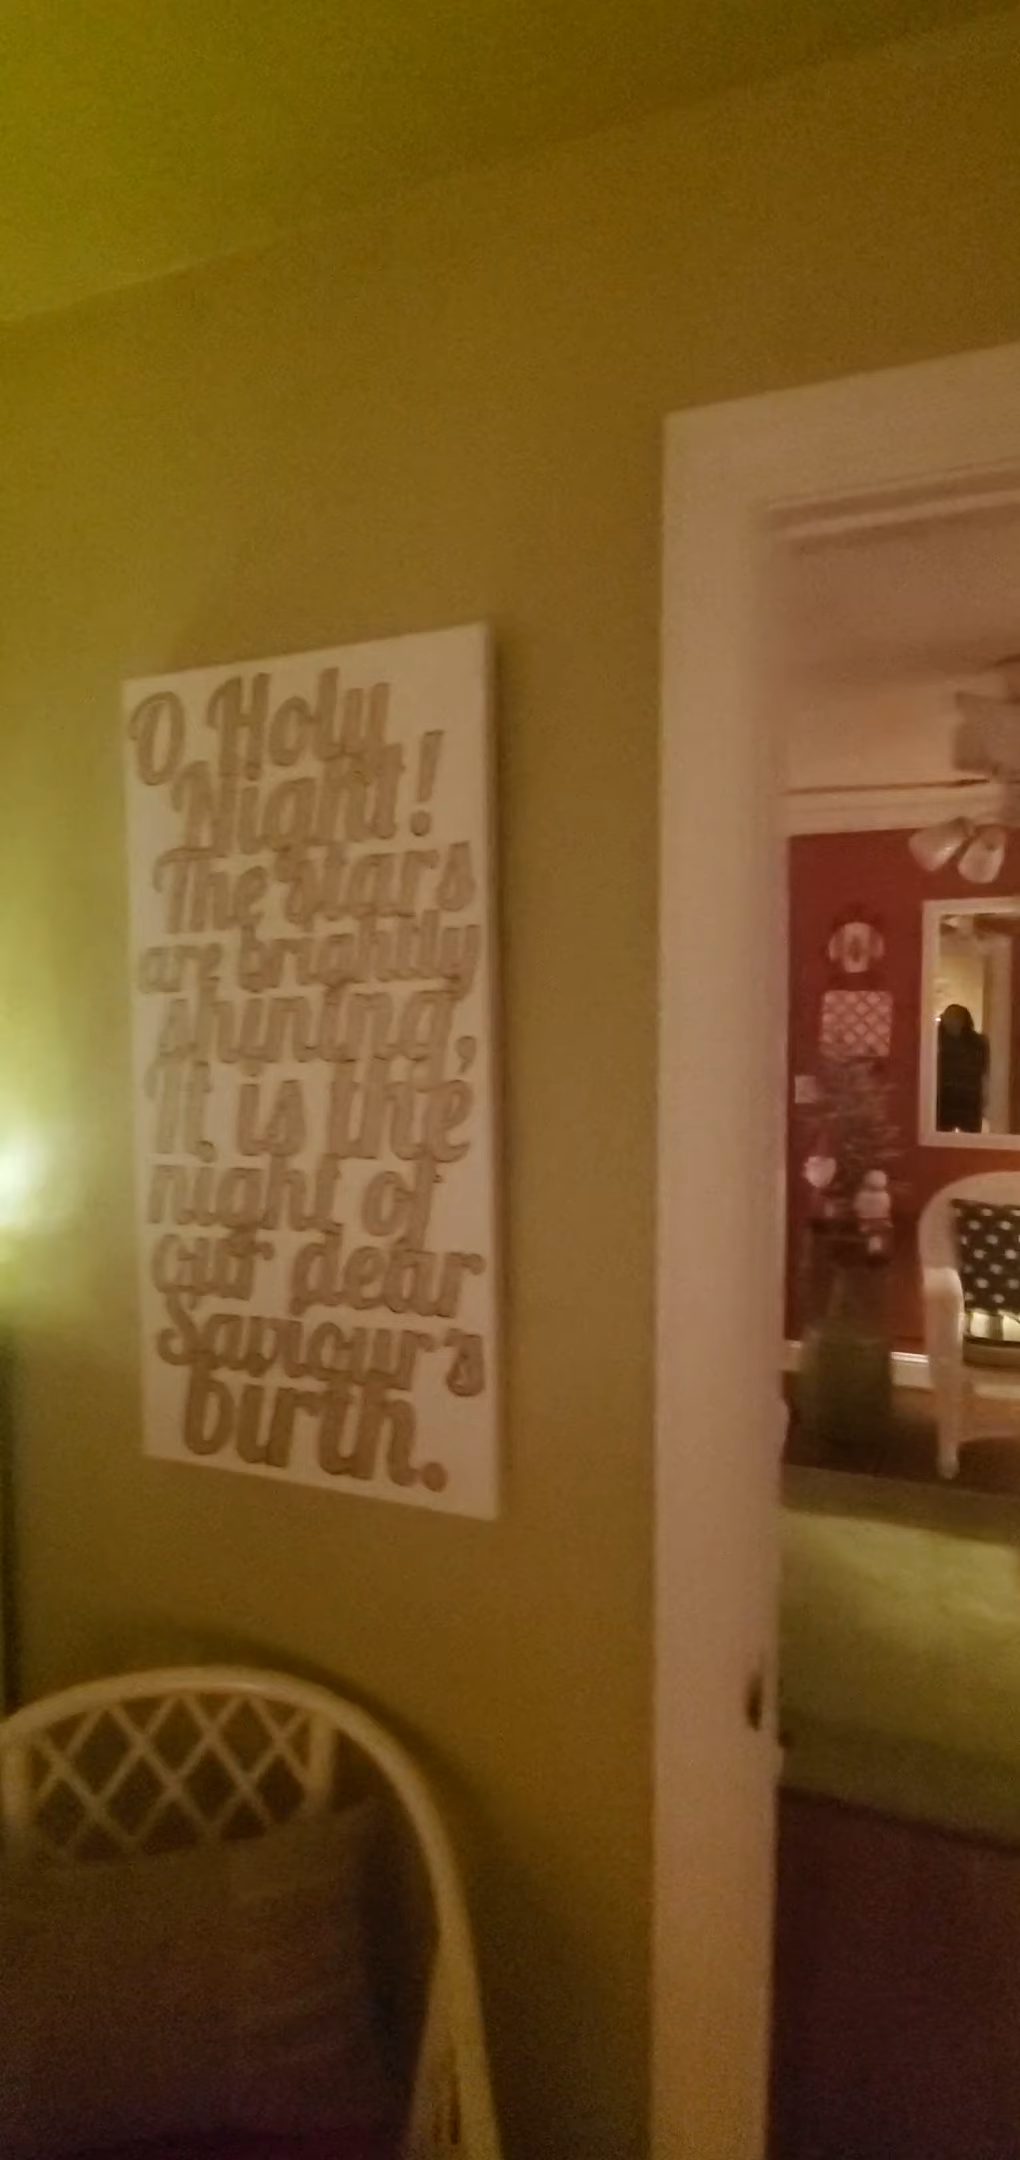 O Holy
Night!
The stars
are brightly
shining,
It is the
night of
our dear
Saviour's
birth.